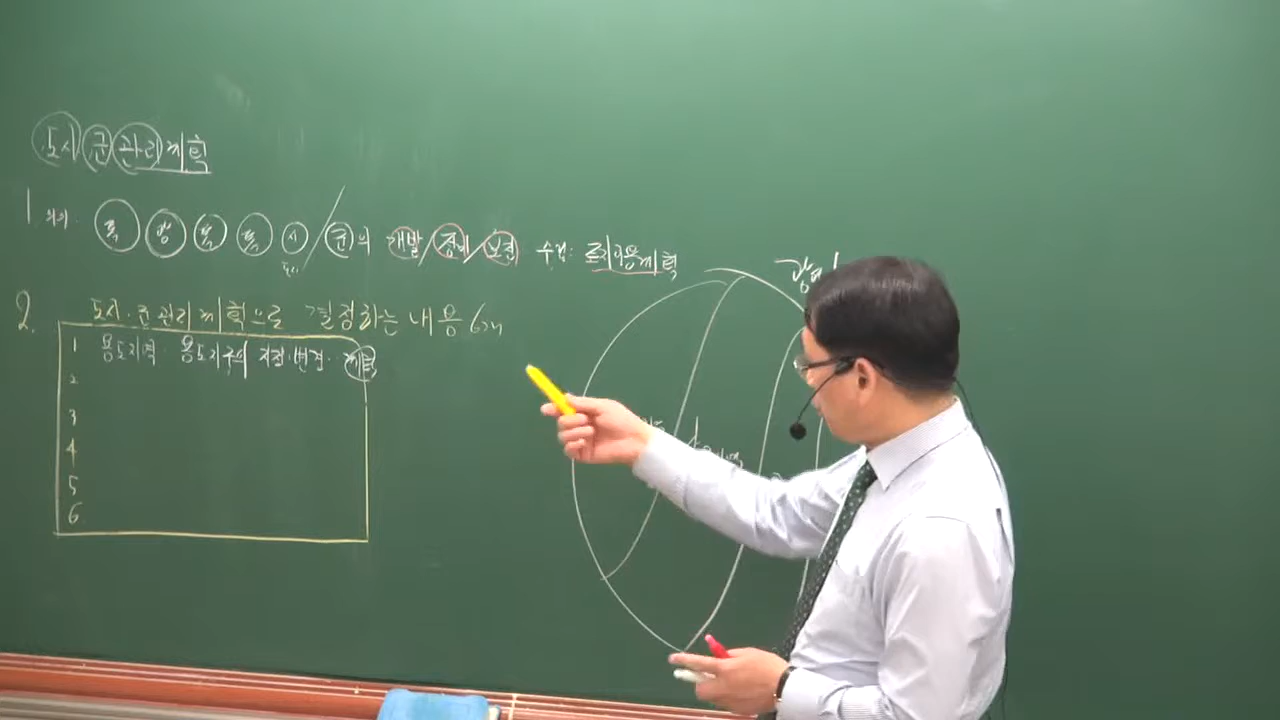 도시 군 관리계획
1 의의: 특 광 특 특 시 / 군의 개발/정비/보전 수립: 토지이용계획
2. 도시·군관리계획으로 결정하는 내용 6가
1 용도지역·용도지구의 지정·변경·· 계획
2
3
4
5
6